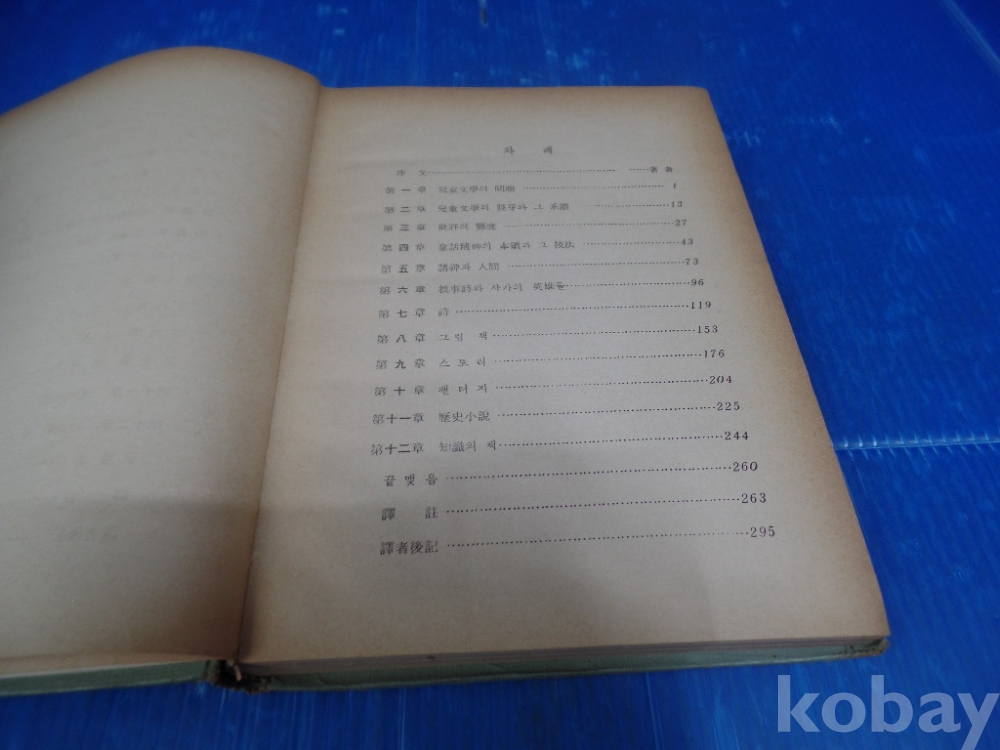 차 례
序 文 著者
第 一 章 兒童文學의 問題 1
第 二 章 兒童文學의 發芽와 그 系譜 13
第 三 章 批評의 態度 27
第 四 章 童話精神의 本質과 그 技法 43
第 五 章 諸神과 人間 73
第 六 章 敍事詩와 사가의 英雄들 96
第 七 章 詩 119
第 八 章 그림 책 153
第 九 章 스토리 176
第 十 章 팬터지 204
第十一章 歷史小說 225
第十二章 知識의 책 244
끝 맺 음 260
譯 註 263
譯者後記 295
kobay